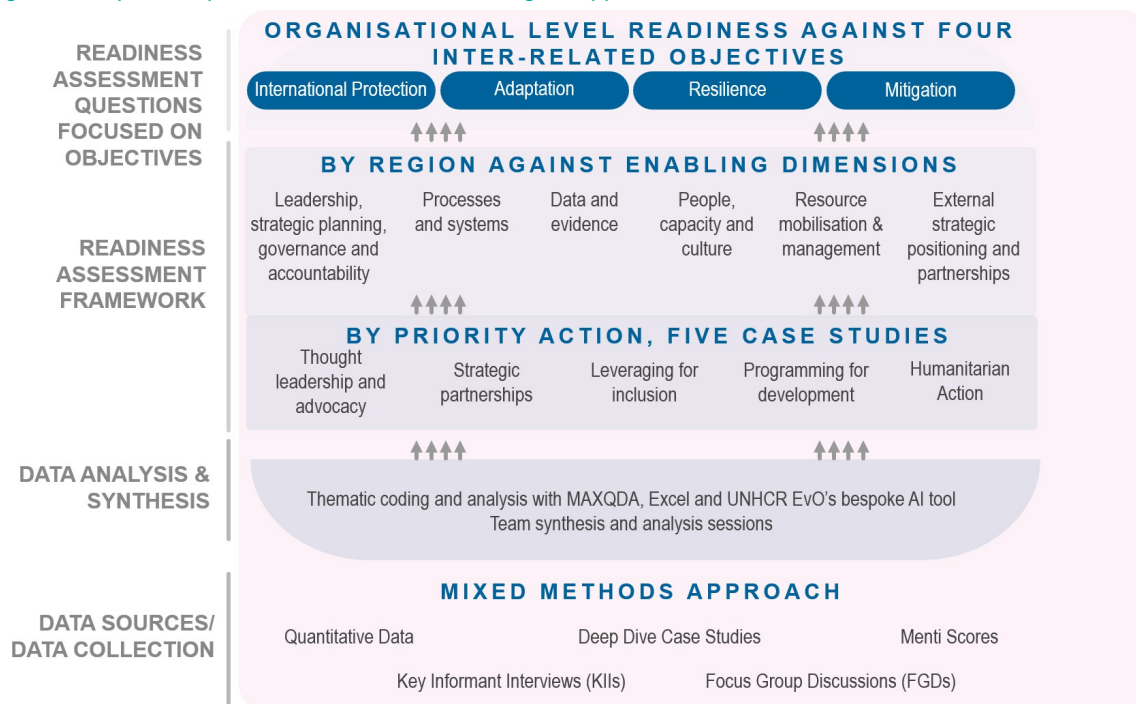 READINESS
ASSESSMENT
QUESTIONS
FOCUSED ON
OBJECTIVES
ORGANISATIONAL LEVEL READINESS AGAINST FOUR
INTER-RELATED OBJECTIVES
International Protection
Adaptation
Resilience
Mitigation
READINESS
ASSESSMENT
FRAMEWORK
BY REGION AGAINST ENABLING DIMENSIONS
Leadership,
strategic planning,
governance and
accountability
Processes
and systems
Data and
evidence
People,
capacity and
culture
Resource
mobilisation &
management
External
strategic
positioning and
partnerships
BY PRIORITY ACTION, FIVE CASE STUDIES
Thought
leadership and
advocacy
Strategic
partnerships
Leveraging for
inclusion
Programming for
development
Humanitarian
Action
DATA ANALYSIS &
SYNTHESIS
Thematic coding and analysis with MAXQDA, Excel and UNHCR EvO's bespoke AI tool
Team synthesis and analysis sessions
DATA SOURCES/
DATA COLLECTION
MIXED METHODS APPROACH
Quantitative Data
Deep Dive Case Studies
Menti Scores
Key Informant Interviews (KIIs)
Focus Group Discussions (FGDs)